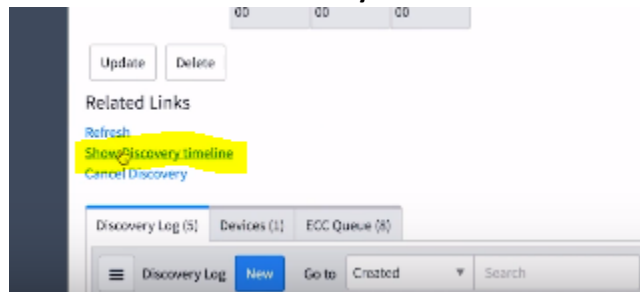 00 00 00
Update Delete
Related Links
Refresh
Show Discovery timeline
Cancel Discovery
Discovery Log (5) Devices (1) ECC Queue (8)
Discovery Log New Go to Created Search